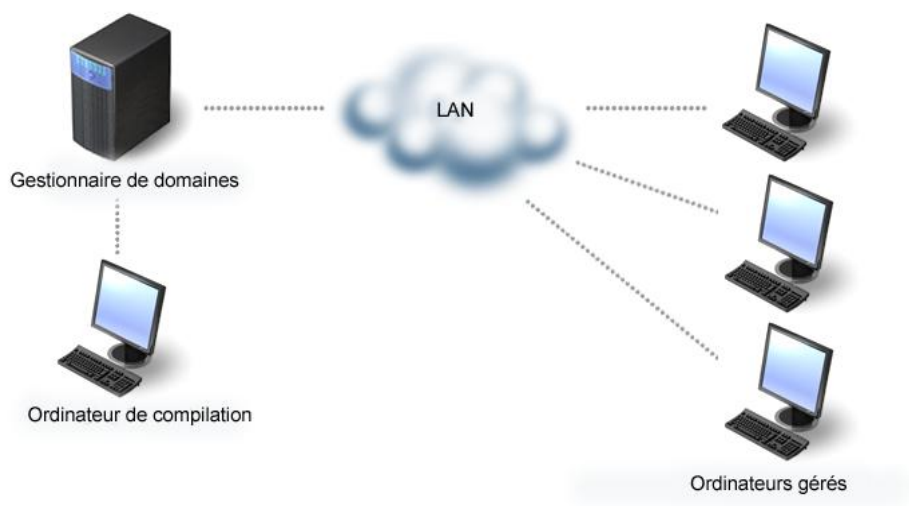 LAN
Gestionnaire de domaines
Ordinateur de compilation
Ordinateurs gérés